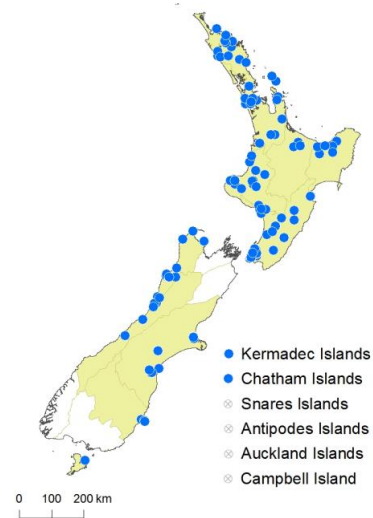 Kermadec Islands
Chatham Islands
Snares Islands
Antipodes Islands
Auckland Islands
Campbell Island
0 100 200 km